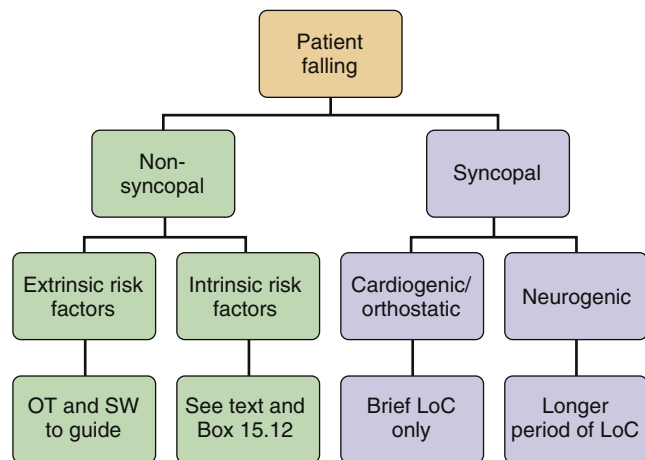 Patient
falling
Non-
syncopal
Syncopal
Extrinsic risk
factors
Intrinsic risk
factors
Cardiogenic/
orthostatic
Neurogenic
OT and SW
to guide
See text and
Box 15.12
Brief LoC
only
Longer
period of LoC